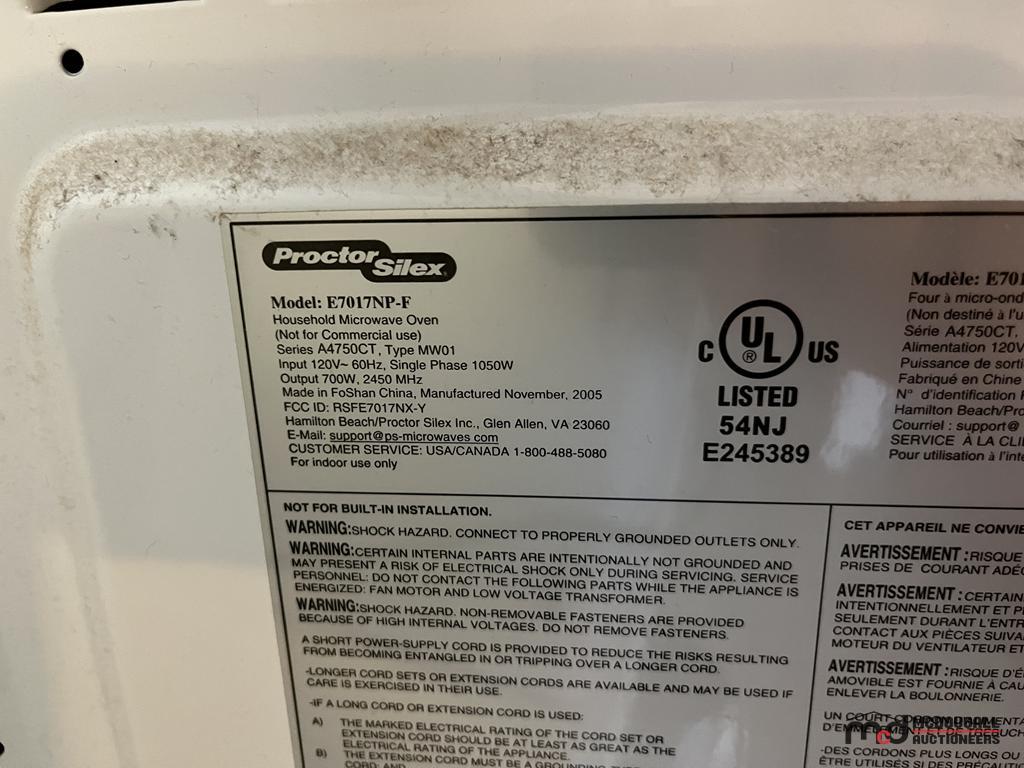 Proctor
Silex
Model: E7017NP-F
Household Microwave Oven
(Not for Commercial use)
Series A4750CT, Type MW01
Input 120V~ 60Hz, Single Phase 1050W
Output 700W, 2450 MHz
Made in FoShan China, Manufactured November, 2005
FCC ID: RSFE7017NX-Y
Hamilton Beach/Proctor Silex Inc., Glen Allen, VA 23060
E-Mail: support@ps-microwaves.com
CUSTOMER SERVICE: USA/CANADA 1-800-488-5080
For indoor use only
C UL ® US
LISTED
54NJ
E245389
Modèle: E701
Four à micro-ond
(Non destiné à l'u
Série A4750CT,
Alimentation 120V
Puissance de sorti
Fabriqué en Chine
N° d'identification
Hamilton Beach/Pro
Courriel : support@
SERVICE À LA CLI
Pour utilisation à l'inté
NOT FOR BUILT-IN INSTALLATION.
WARNING:SHOCK HAZARD. CONNECT TO PROPERLY GROUNDED OUTLETS ONLY.
WARNING:CERTAIN INTERNAL PARTS ARE INTENTIONALLY NOT GROUNDED AND
MAY PRESENT A RISK OF ELECTRICAL SHOCK ONLY DURING SERVICING. SERVICE
PERSONNEL: DO NOT CONTACT THE FOLLOWING PARTS WHILE THE APPLIANCE IS
ENERGIZED: FAN MOTOR AND LOW VOLTAGE TRANSFORMER.
WARNING:SHOCK HAZARD. NON-REMOVABLE FASTENERS ARE PROVIDED
BECAUSE OF HIGH INTERNAL VOLTAGES. DO NOT REMOVE FASTENERS.
A SHORT POWER-SUPPLY CORD IS PROVIDED TO REDUCE THE RISKS RESULTING
FROM BECOMING ENTANGLED IN OR TRIPPING OVER A LONGER CORD.
-LONGER CORD SETS OR EXTENSION CORDS ARE AVAILABLE AND MAY BE USED IF
CARE IS EXERCISED IN THEIR USE.
-IF A LONG CORD OR EXTENSION CORD IS USED:
A) THE MARKED ELECTRICAL RATING OF THE CORD SET OR
EXTENSION CORD SHOULD BE AT LEAST AS GREAT AS THE
ELECTRICAL RATING OF THE APPLIANCE.
B) THE EXTENSION CORD MUST BE A GROUNDING
CORD; AND
CET APPAREIL NE CONVIE
AVERTISSEMENT :RISQUE
PRISES DE COURANT ADÉ
AVERTISSEMENT :CERTAIN
INTENTIONNELLEMENT ET P
SEULEMENT DURANT L'ENTR
CONTACT AUX PIÈCES SUIVA
MOTEUR DU VENTILATEUR ET
AVERTISSEMENT :RISQUE D'É
AMOVIBLE EST FOURNIE À CAU
ENLEVER LA BOULONNERIE.
UN COURT CORDON
-DES CORDONS PLUS LONGS OU
ÊTRE UTILISÉS SI DES PRÉCAUTIO
McDOUGALL
AUCTIONEERS